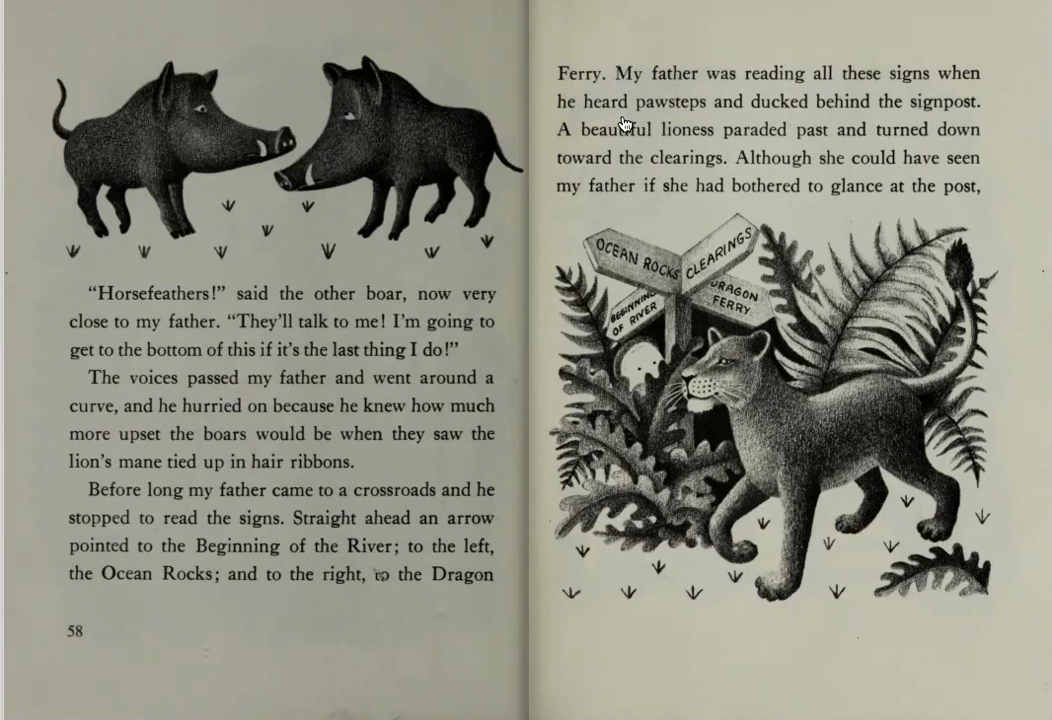 “Horsefeathers!” said the other boar, now very
close to my father. “They’ll talk to me! I’m going to
get to the bottom of this if it’s the last thing I do!”
The voices passed my father and went around a
curve, and he hurried on because he knew how much
more upset the boars would be when they saw the
lion’s mane tied up in hair ribbons.
Before long my father came to a crossroads and he
stopped to read the signs. Straight ahead an arrow
pointed to the Beginning of the River; to the left,
the Ocean Rocks; and to the right, to the Dragon
58
Ferry. My father was reading all these signs when
he heard pawsteps and ducked behind the signpost.
A beautiful lioness paraded past and turned down
toward the clearings. Although she could have seen
my father if she had bothered to glance at the post,
OCEAN ROCKS
CLEARINGS
BEGINNING
OF RIVER
DRAGON
FERRY